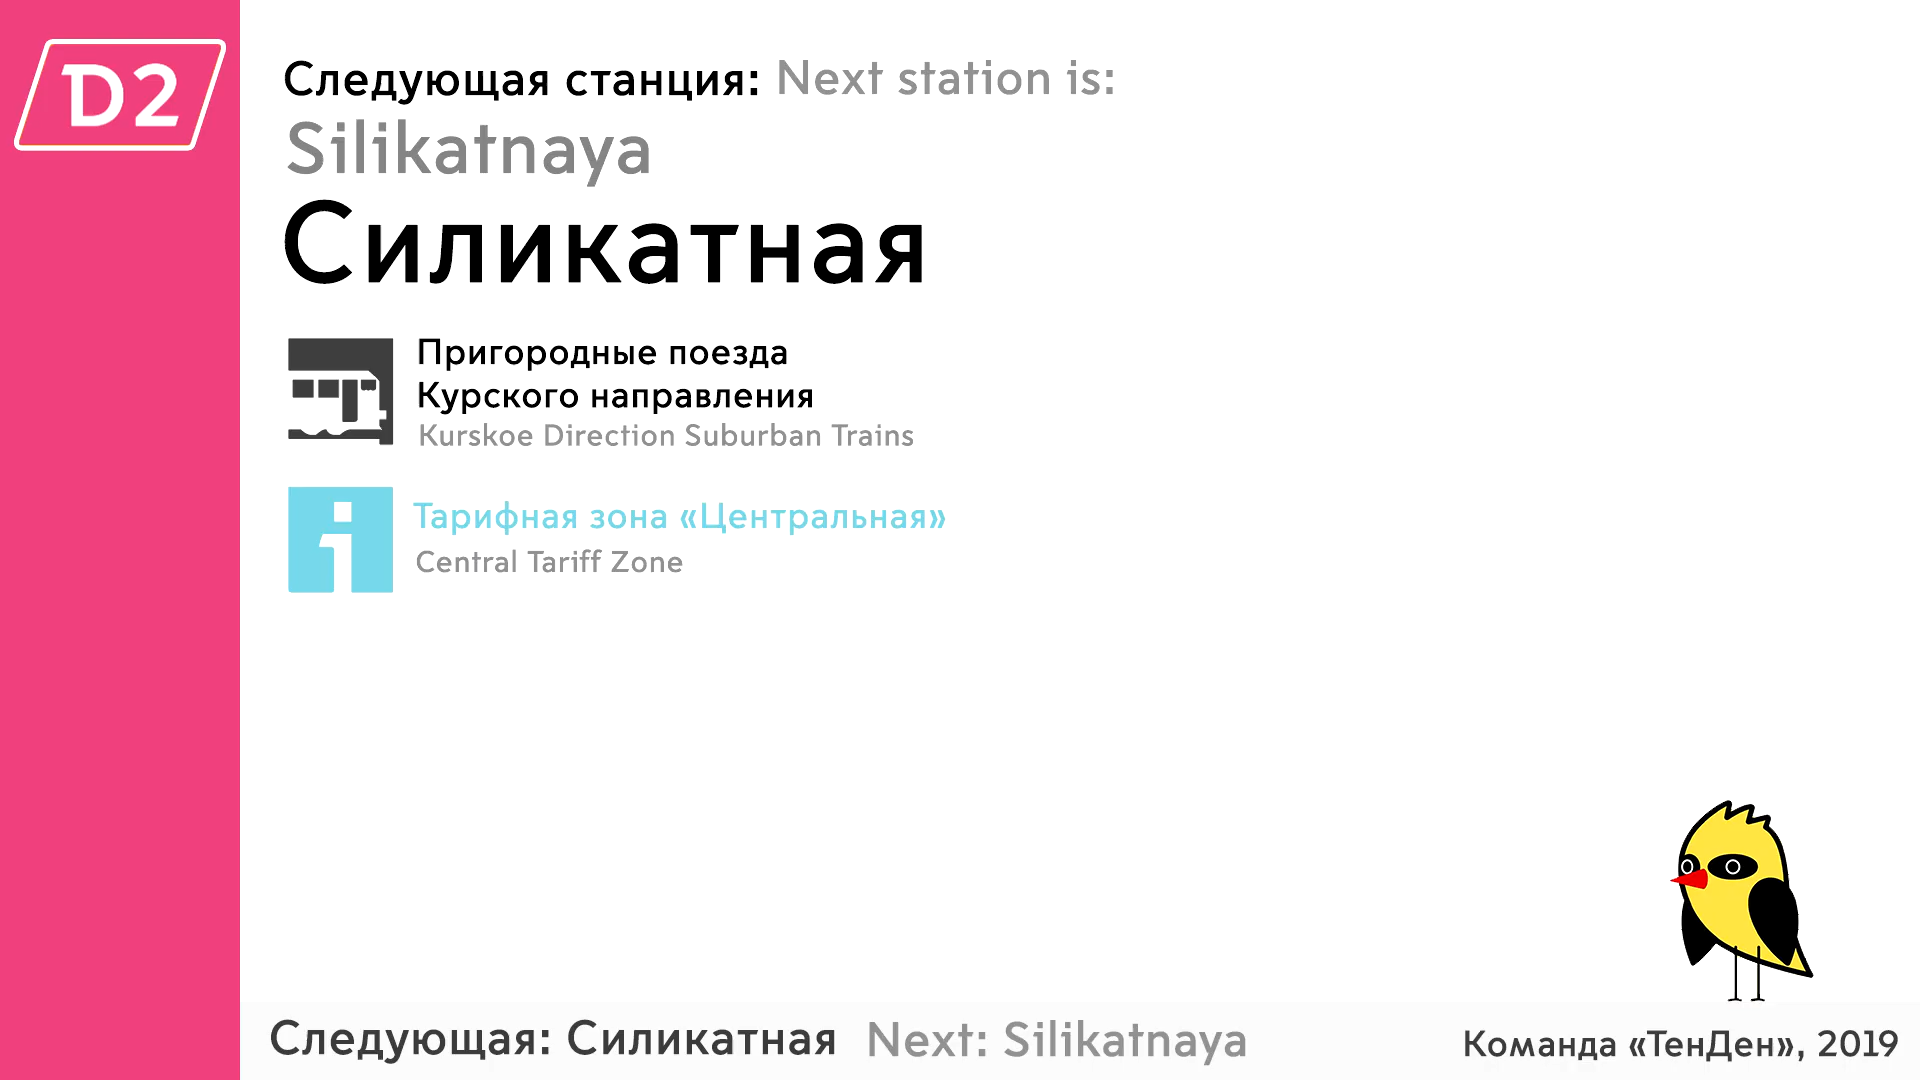 D2
Следующая станция: Next station is:
Silikatnaya
Силикатная
Пригородные поезда
Курского направления
Kurskoe Direction Suburban Trains
Тарифная зона «Центральная»
Central Tariff Zone
Следующая: Силикатная Next: Silikatnaya
Команда «ТенДен», 2019